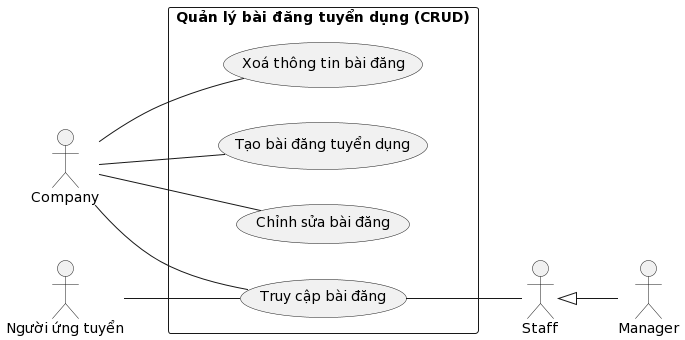 Quản lý bài đăng tuyển dụng (CRUD)
Xoá thông tin bài đăng
Tạo bài đăng tuyển dụng
Company
Chỉnh sửa bài đăng
Truy cập bài đăng
Người ứng tuyển
Staff
Manager